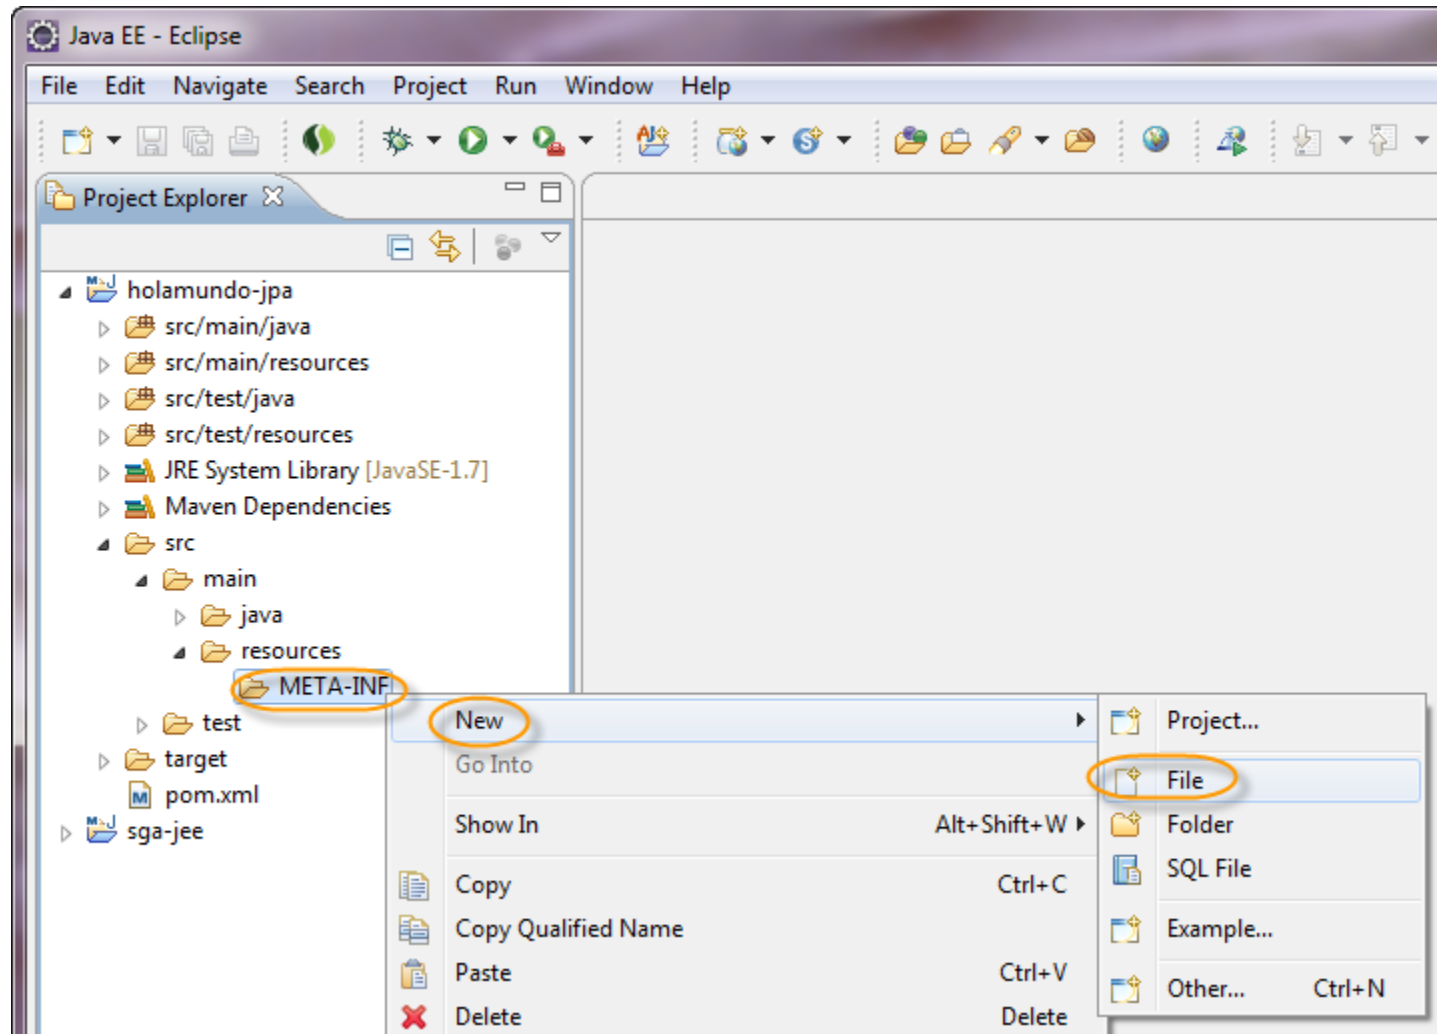 Java EE - Eclipse
File Edit Navigate Search Project Run Window Help
Project Explorer
holamundo-jpa
src/main/java
src/main/resources
src/test/java
src/test/resources
JRE System Library [JavaSE-1.7]
Maven Dependencies
src
main
java
resources
META-INF
test
target
pom.xml
sga-jee
New
Go Into
Show In Alt+Shift+W
Copy Ctrl+C
Copy Qualified Name
Paste Ctrl+V
Delete Delete
Project...
File
Folder
SQL File
Example...
Other... Ctrl+N